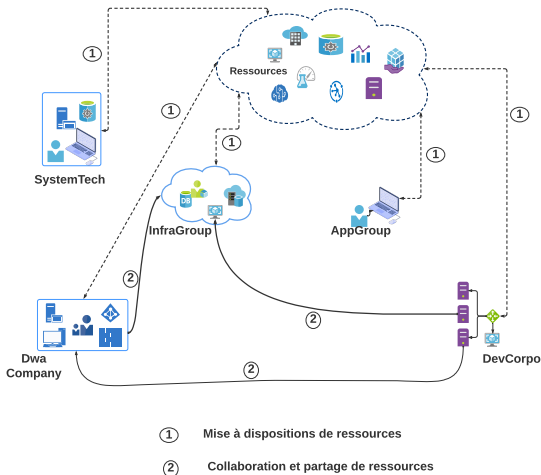 1
Ressources
1
1
SystemTech
1
1
DB
InfraGroup
AppGroup
2
2
Dwa
Company
DevCorpo
2
1 Mise à dispositions de ressources
2 Collaboration et partage de ressources